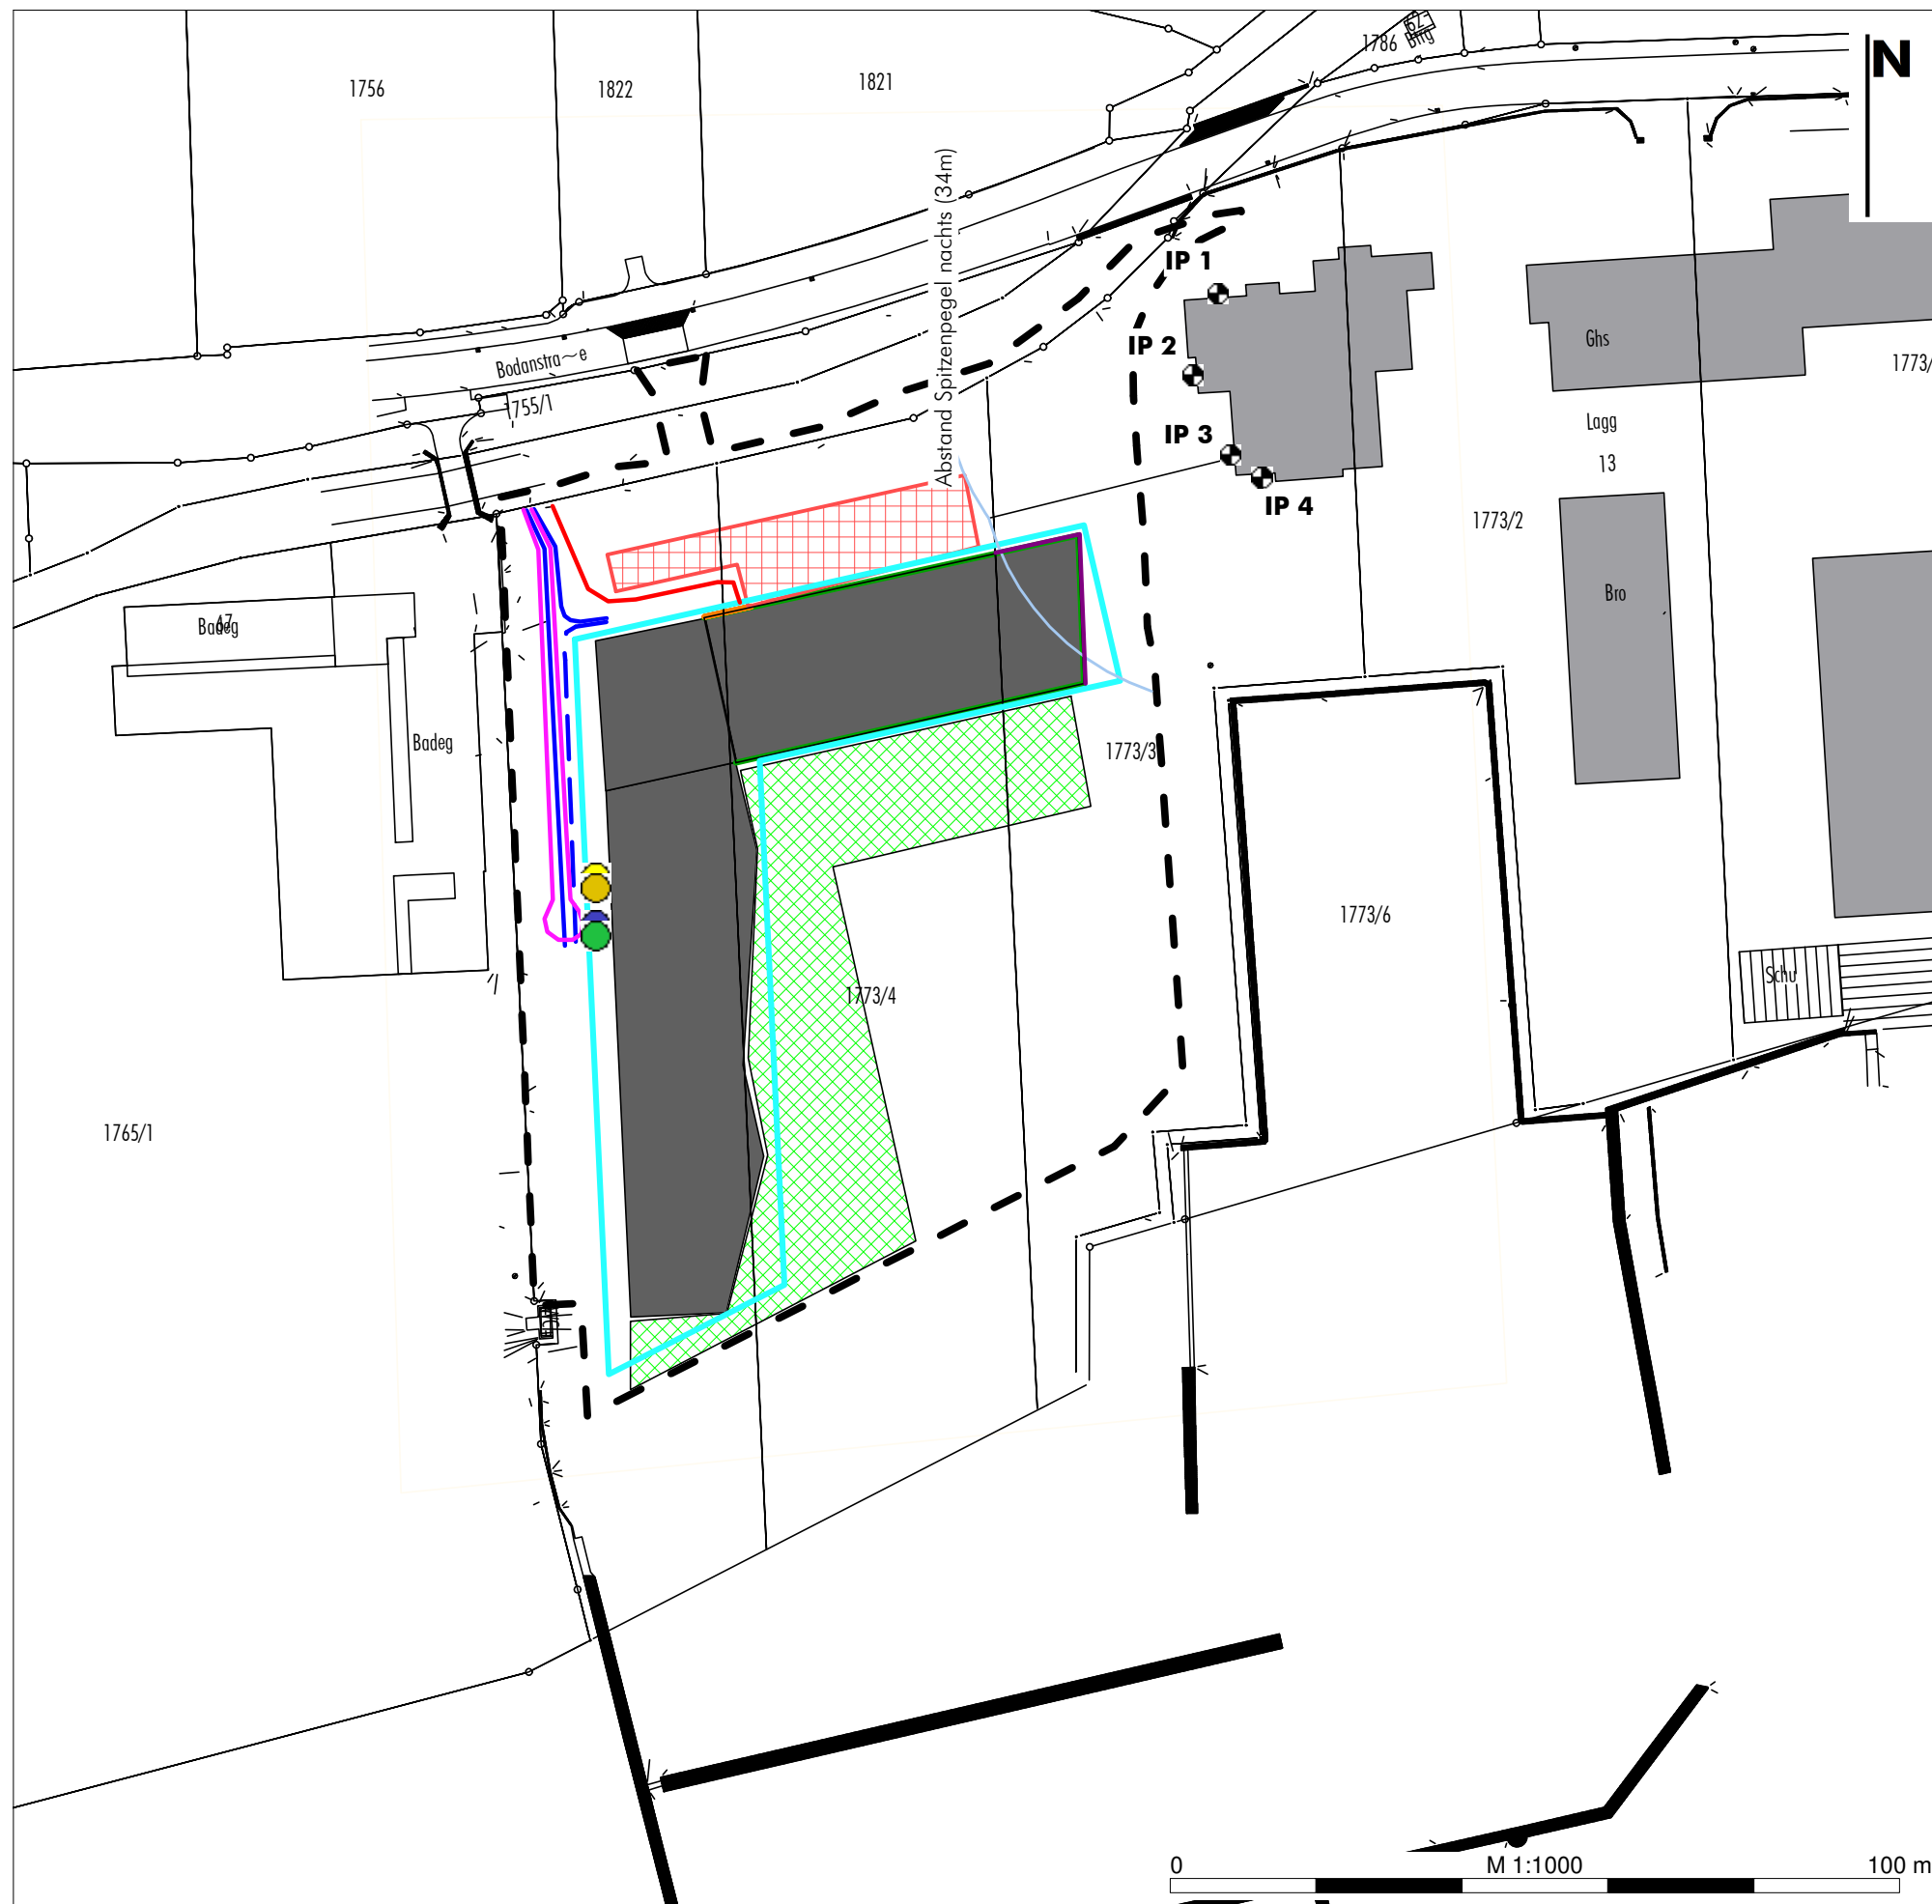 N
1756
1822
1821
1786
Abstand Spitzenpegel nachts (34m)
IP 1
IP 2
Bodanstra~e
1755/1
IP 3
IP 4
Ghs
1773/
Lagg
13
1773/2
Badeg
Bro
Badeg
1773/3
1773/6
1773/4
Schu
1765/1
0
M 1:1000
100 m